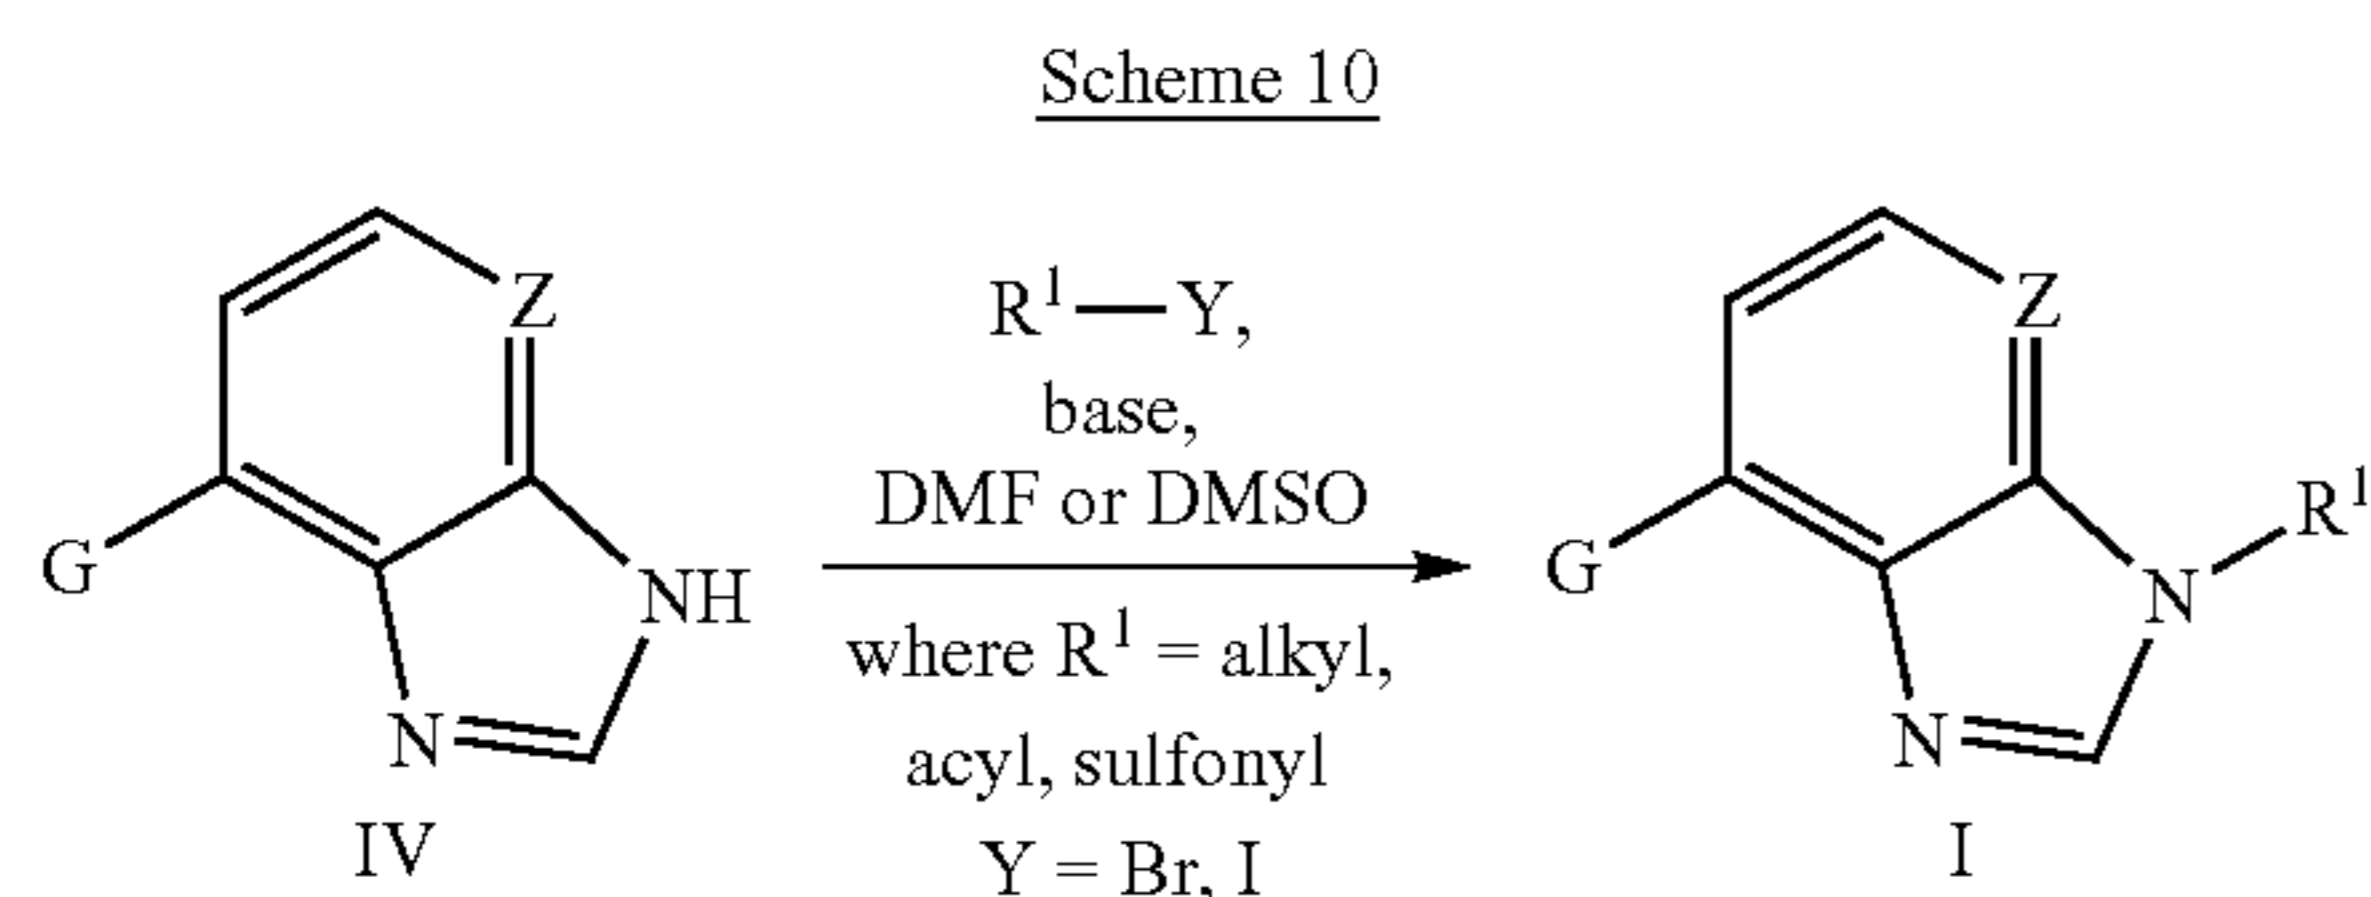 Scheme 10
Z
G
NH
N
IV
R¹—Y,
base,
DMF or DMSO
where R¹ = alkyl,
acyl, sulfonyl
Y = Br, I
Z
G
N
R¹
N
I